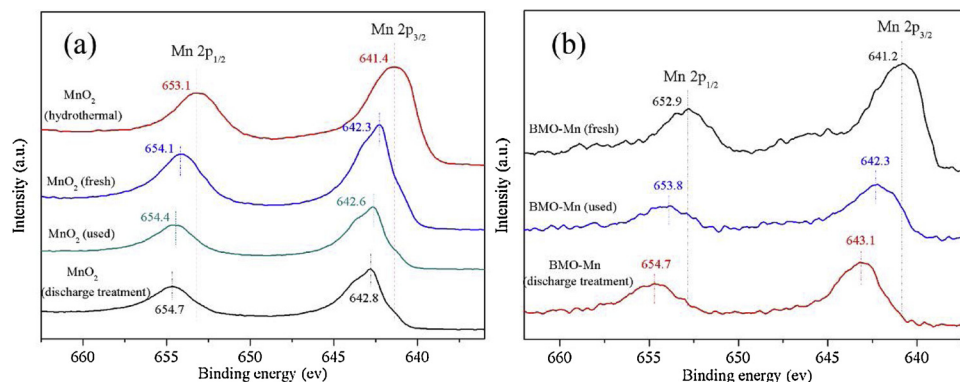 (a)
Mn 2p1/2
Mn 2p3/2
653.1
641.4
MnO2
(hydrothermal)
654.1
642.3
MnO2 (fresh)
654.4
642.6
MnO2 (used)
MnO2
(discharge treatment)
654.7
642.8
Intensity (a.u.)
660 655 650 645 640
Binding energy (ev)
(b)
Mn 2p1/2
Mn 2p3/2
652.9
641.2
BMO-Mn (fresh)
653.8
642.3
BMO-Mn (used)
654.7
643.1
BMO-Mn
(discharge treatment)
Intensity (a.u.)
660 655 650 645 640
Binding energy (ev)